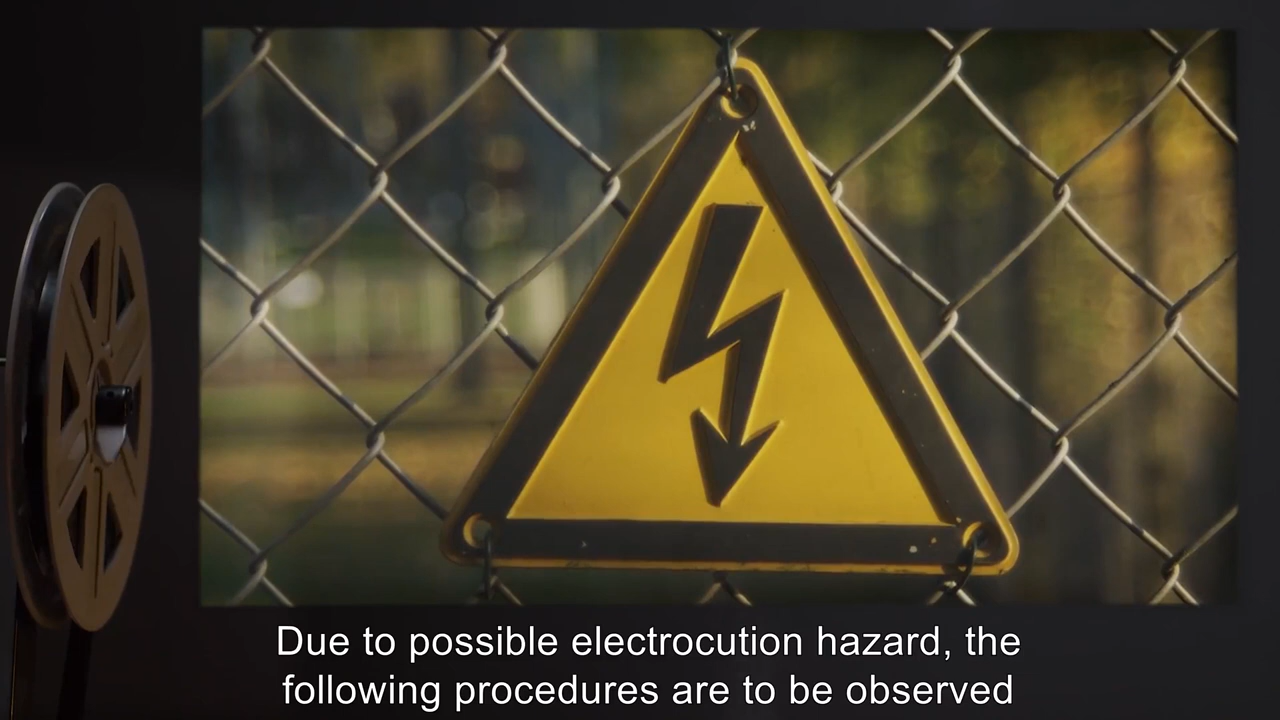 Due to possible electrocution hazard, the
following procedures are to be observed